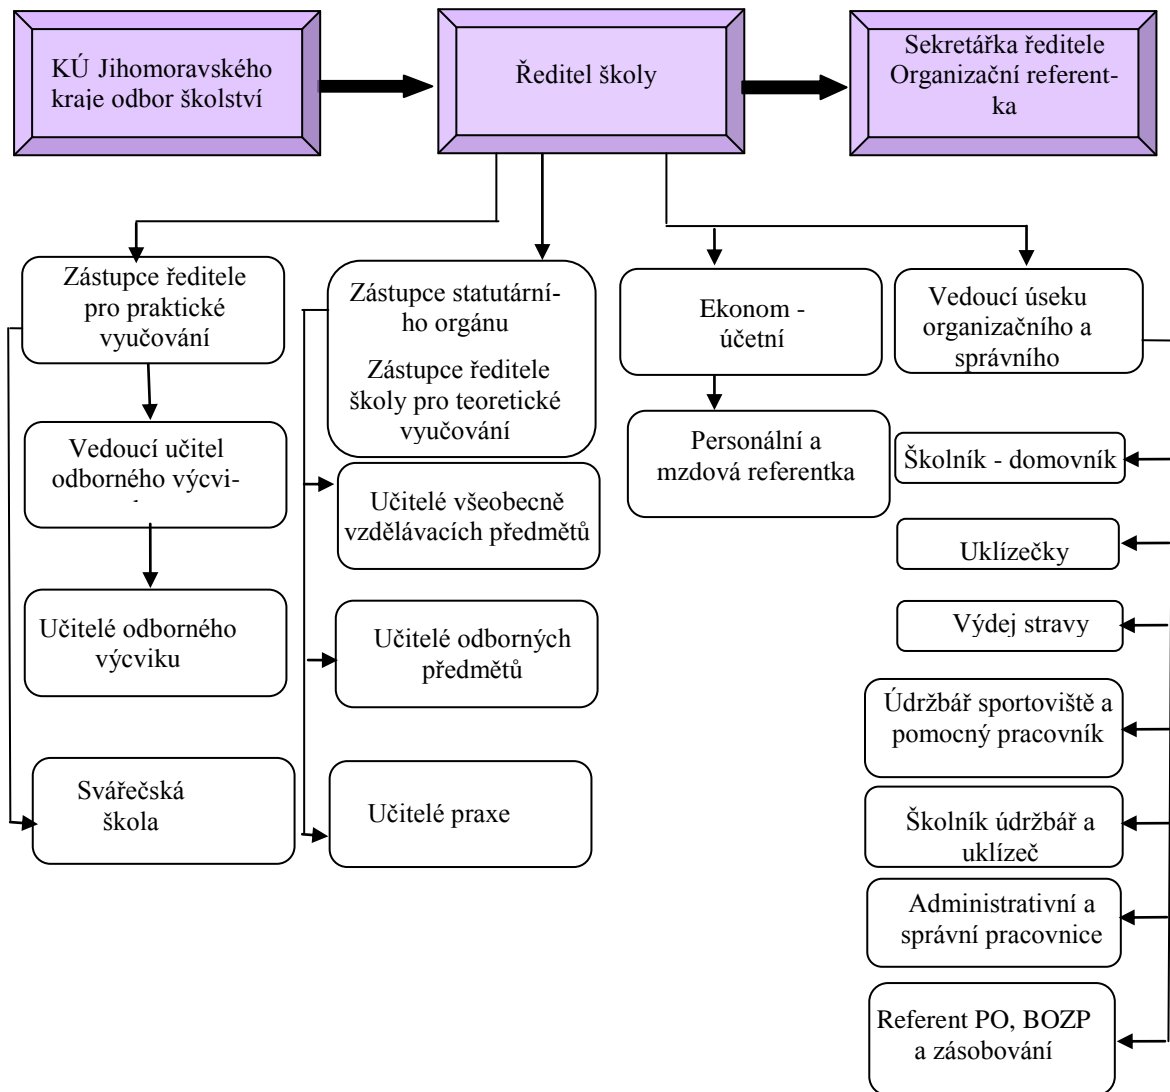 KÚ Jihomoravského
kraje odbor školství
Ředitel školy
Sekretářka ředitele
Organizační referent-
ka
Zástupce ředitele
pro praktické
vyučování
Zástupce statutární-
ho orgánu
Zástupce ředitele
školy pro teoretické
vyučování
Ekonom -
účetní
Vedoucí úseku
organizačního a
správního
Vedoucí učitel
odborného výcvi-
Personální a
mzdová referentka
Školník - domovník
Učitelé všeobecně
vzdělávacích předmětů
Uklízečky
Učitelé odborného
výcviku
Učitelé odborných
předmětů
Výdej stravy
Údržbář sportoviště a
pomocný pracovník
Svářečská
škola
Učitelé praxe
Školník údržbář a
uklízeč
Administrativní a
správní pracovnice
Referent PO, BOZP
a zásobování